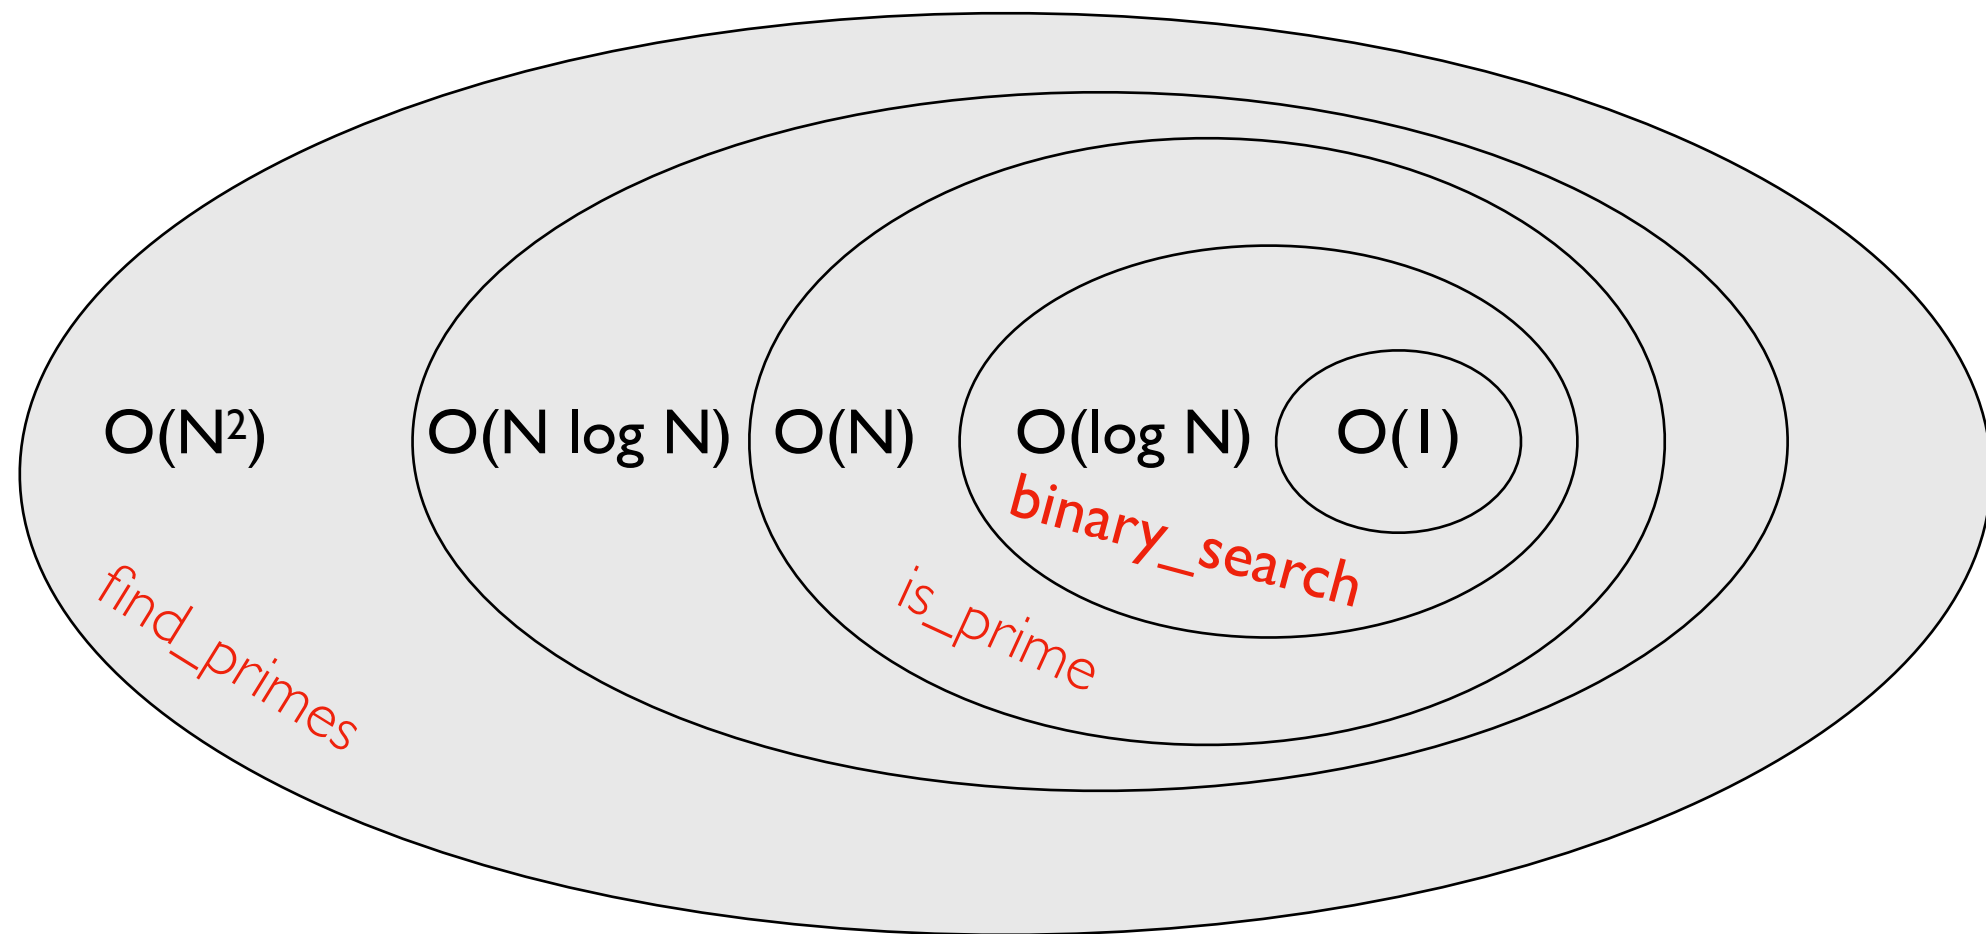 O(N²)
O(N log N)
O(N)
O(log N)
O(1)
binary_search
is_prime
find_primes